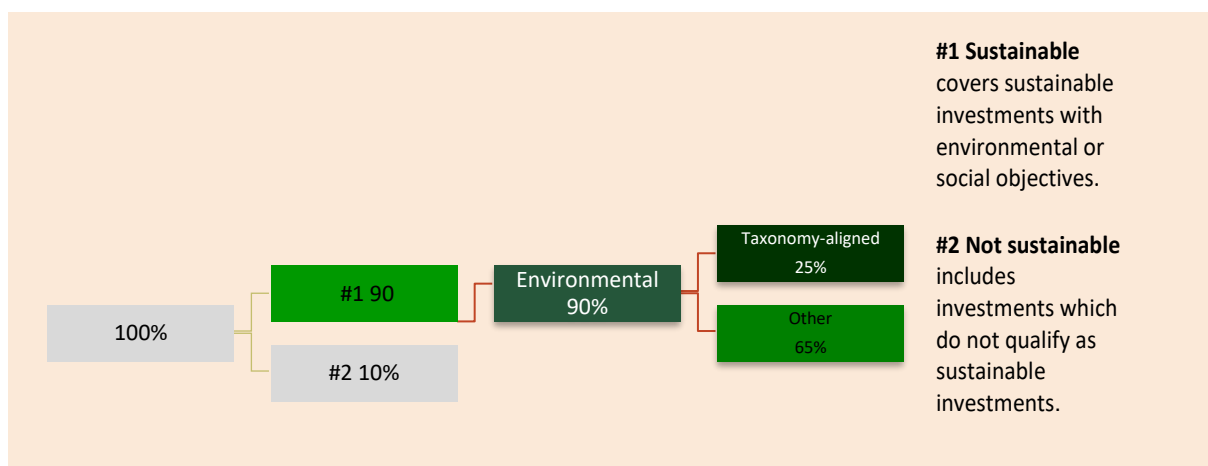 100%
#1 90
#2 10%
Environmental
90%
Taxonomy-aligned
25%
Other
65%
#1 Sustainable
covers sustainable
investments with
environmental or
social objectives.
#2 Not sustainable
includes
investments which
do not qualify as
sustainable
investments.